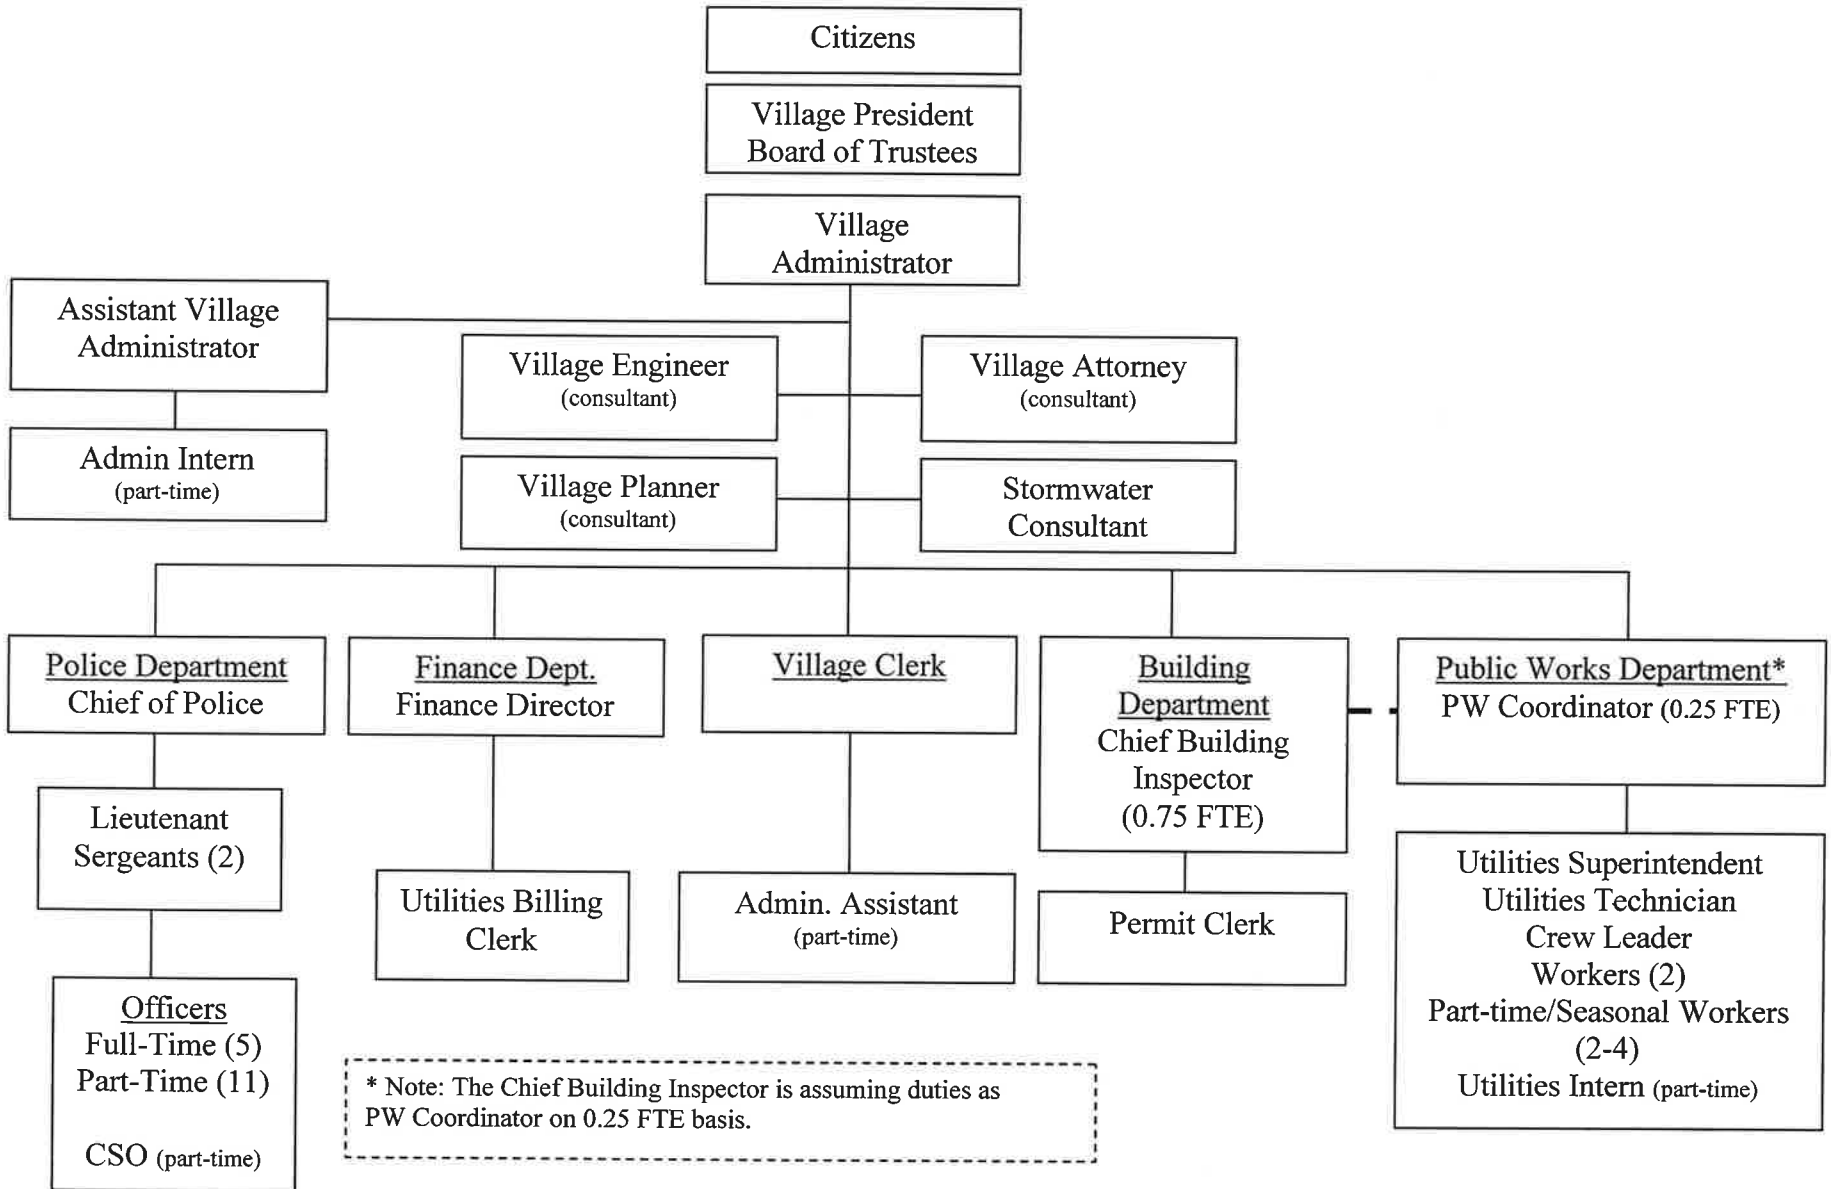 Citizens
Village President
Board of Trustees
Village
Administrator
Assistant Village
Administrator
Village Engineer
(consultant)
Village Attorney
(consultant)
Admin Intern
(part-time)
Village Planner
(consultant)
Stormwater
Consultant
Police Department
Chief of Police
Finance Dept.
Finance Director
Village Clerk
Building
Department
Chief Building
Inspector
(0.75 FTE)
Public Works Department*
PW Coordinator (0.25 FTE)
Lieutenant
Sergeants (2)
Utilities Billing
Clerk
Admin. Assistant
(part-time)
Permit Clerk
Utilities Superintendent
Utilities Technician
Crew Leader
Workers (2)
Part-time/Seasonal Workers
(2-4)
Utilities Intern (part-time)
Officers
Full-Time (5)
Part-Time (11)
CSO (part-time)
* Note: The Chief Building Inspector is assuming duties as
PW Coordinator on 0.25 FTE basis.